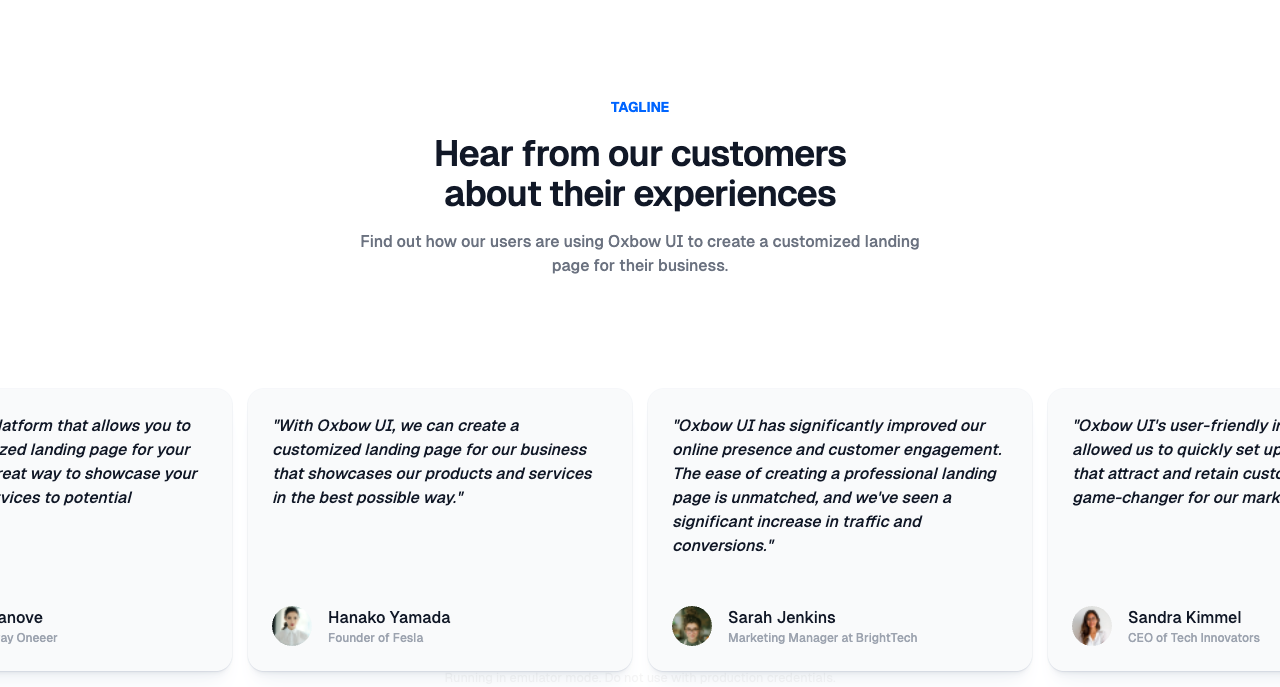 TAGLINE
Hear from our customers
about their experiences
Find out how our users are using Oxbow UI to create a customized landing
page for their business.
that allows you to
landing page for your
way to showcase your
to potential
ay Oneeer
"With Oxbow UI, we can create a
customized landing page for our business
that showcases our products and services
in the best possible way."
Hanako Yamada
Founder of Fesla
"Oxbow UI has significantly improved our
online presence and customer engagement.
The ease of creating a professional landing
page is unmatched, and we've seen a
significant increase in traffic and
conversions."
Sarah Jenkins
Marketing Manager at BrightTech
"Oxbow UI's user-friendly
allowed us to quickly set up
that attract and retain
game-changer for our
Sandra Kimmel
CEO of Tech Innovators
Running in emulator mode. Do not use with production credentials.